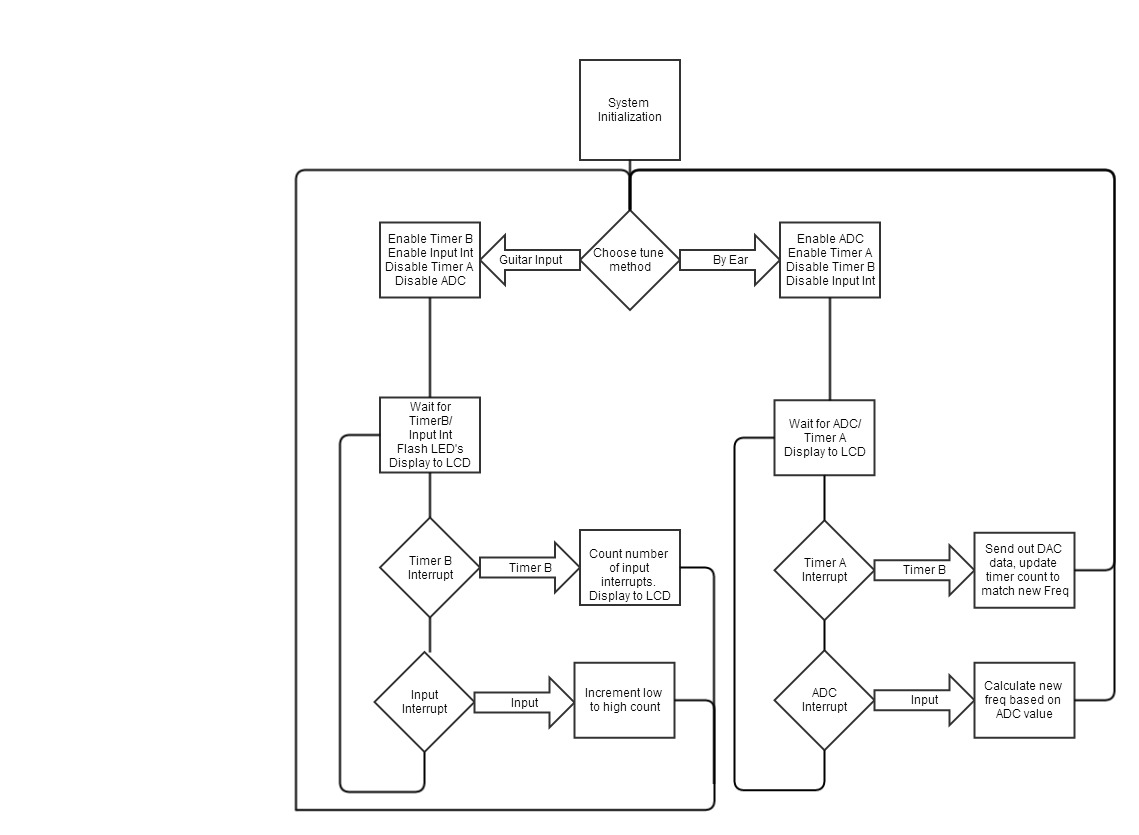 System
Initialization
Choose tune
method
Guitar Input
By Ear
Enable Timer B
Enable Input Int
Disable Timer A
Disable ADC
Enable ADC
Enable Timer A
Disable Timer B
Disable Input Int
Wait for
TimerB/
Input Int
Flash LED's
Display to LCD
Wait for ADC/
Timer A
Display to LCD
Timer B
Interrupt
Timer B
Count number
of input
interrupts.
Display to LCD
Timer A
Interrupt
Timer B
Send out DAC
data, update
timer count to
match new Freq
Input
Interrupt
Input
Increment low
to high count
ADC
Interrupt
Input
Calculate new
freq based on
ADC value